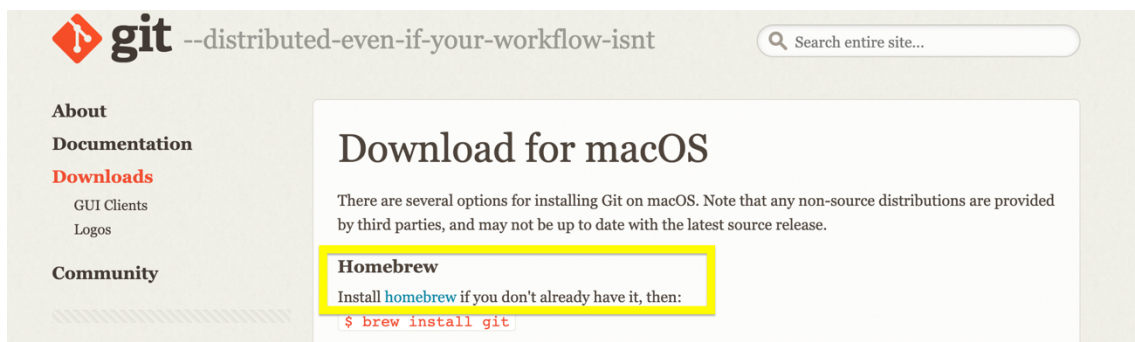 git --distributed-even-if-your-workflow-isnt
Search entire site...
About
Documentation
Downloads
GUI Clients
Logos
Community
Download for macOS
There are several options for installing Git on macOS. Note that any non-source distributions are provided
by third parties, and may not be up to date with the latest source release.
Homebrew
Install homebrew if you don't already have it, then:
$ brew install git